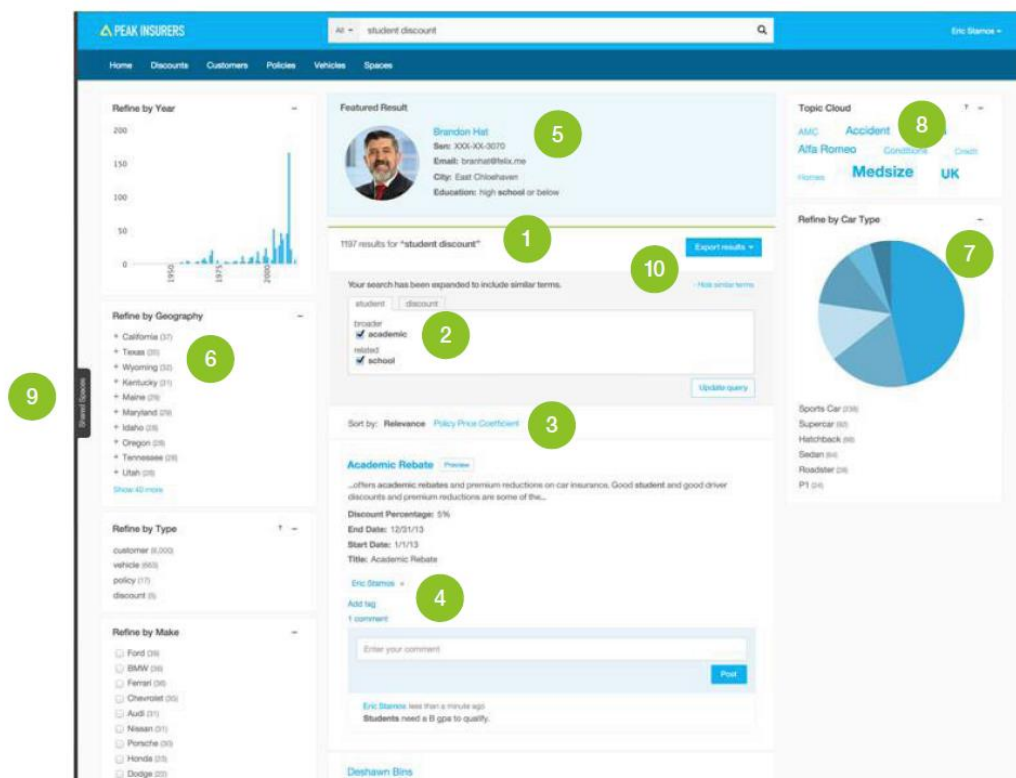 PEAK INSURERS
All
student discount
Eric Stamos
Home Discounts Customers Policies Vehicles Spaces
Refine by Year
200
150
100
50
0
1950
1975
2000
Refine by Geography
+ California (37)
+ Texas (35)
+ Wyoming (32)
+ Kentucky (31)
+ Maine (29)
+ Maryland (29)
+ Idaho (28)
+ Oregon (28)
+ Tennessee (28)
+ Utah (28)
Show 40 more
6
9
Shared Spaces
Refine by Type ? –
customer (6,000)
vehicle (663)
policy (17)
discount (5)
Refine by Make
Ford (39)
BMW (36)
Ferrari (36)
Chevrolet (35)
Audi (31)
Nissan (31)
Porsche (30)
Honda (23)
Dodge (22)
Featured Result
Brandon Hat
Ssn: XXX-XX-3070
Email: branhat@felix.me
City: East Chloehaven
Education: high school or below
5
1197 results for "student discount"
1
Export results
10
Your search has been expanded to include similar terms.
- Hide similar terms
student discount
broader
academic
related
school
2
Update query
Sort by: Relevance Policy Price Coefficient
3
Academic Rebate Preview
...offers academic rebates and premium reductions on car insurance. Good student and good driver
discounts and premium reductions are some of the...
Discount Percentage: 5%
End Date: 12/31/13
Start Date: 1/1/13
Title: Academic Rebate
Eric Stamos ×
Add tag
1 comment
4
Enter your comment
Post
Eric Stamos less than a minute ago
Students need a B gpa to qualify.
Deshawn Bins
Topic Cloud ? –
AMC Accident
8
Alfa Romeo Conditions Credit
Homes Medsize UK
Refine by Car Type
7
Sports Car (238)
Supercar (92)
Hatchback (66)
Sedan (64)
Roadster (28)
P1 (24)